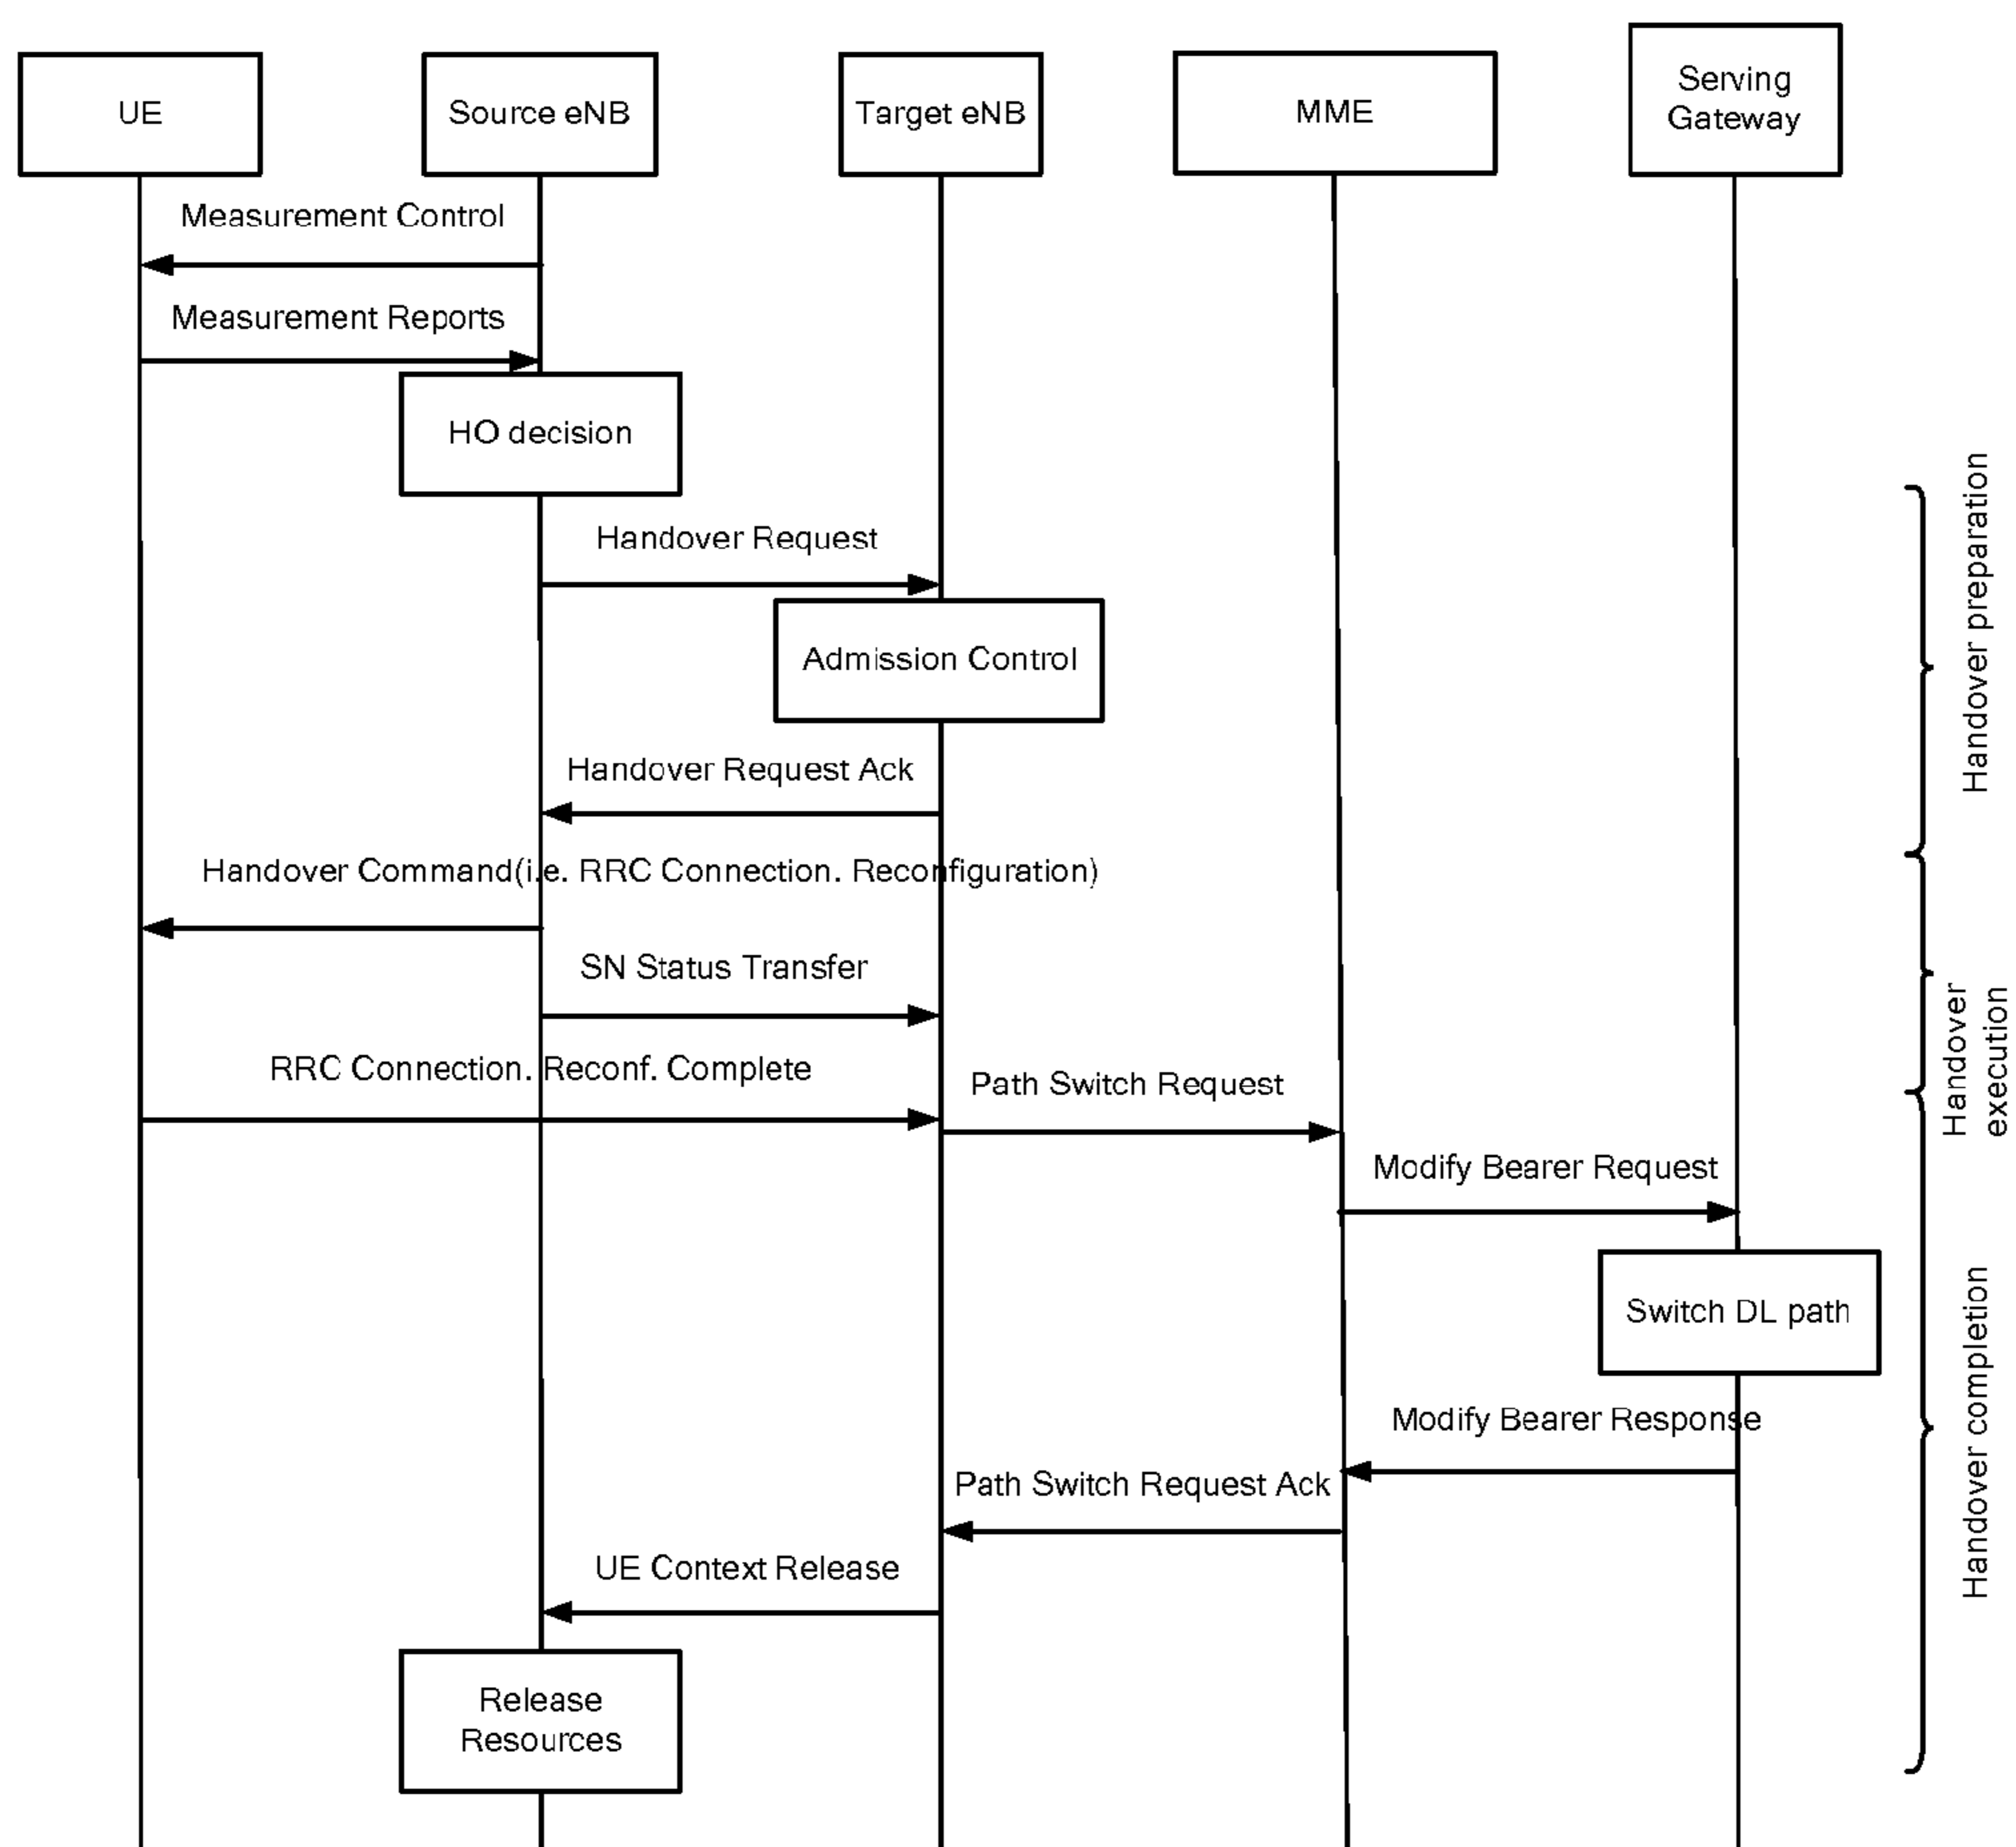 UE
Source eNB
Target eNB
MME
Serving
Gateway
Measurement Control
Measurement Reports
HO decision
Handover Request
Admission Control
Handover preparation
Handover Request Ack
Handover Command(i.e. RRC Connection. Reconfiguration)
SN Status Transfer
Handover
execution
RRC Connection. Reconf. Complete
Path Switch Request
Modify Bearer Request
Switch DL path
Modify Bearer Response
Handover completion
Path Switch Request Ack
UE Context Release
Release
Resources